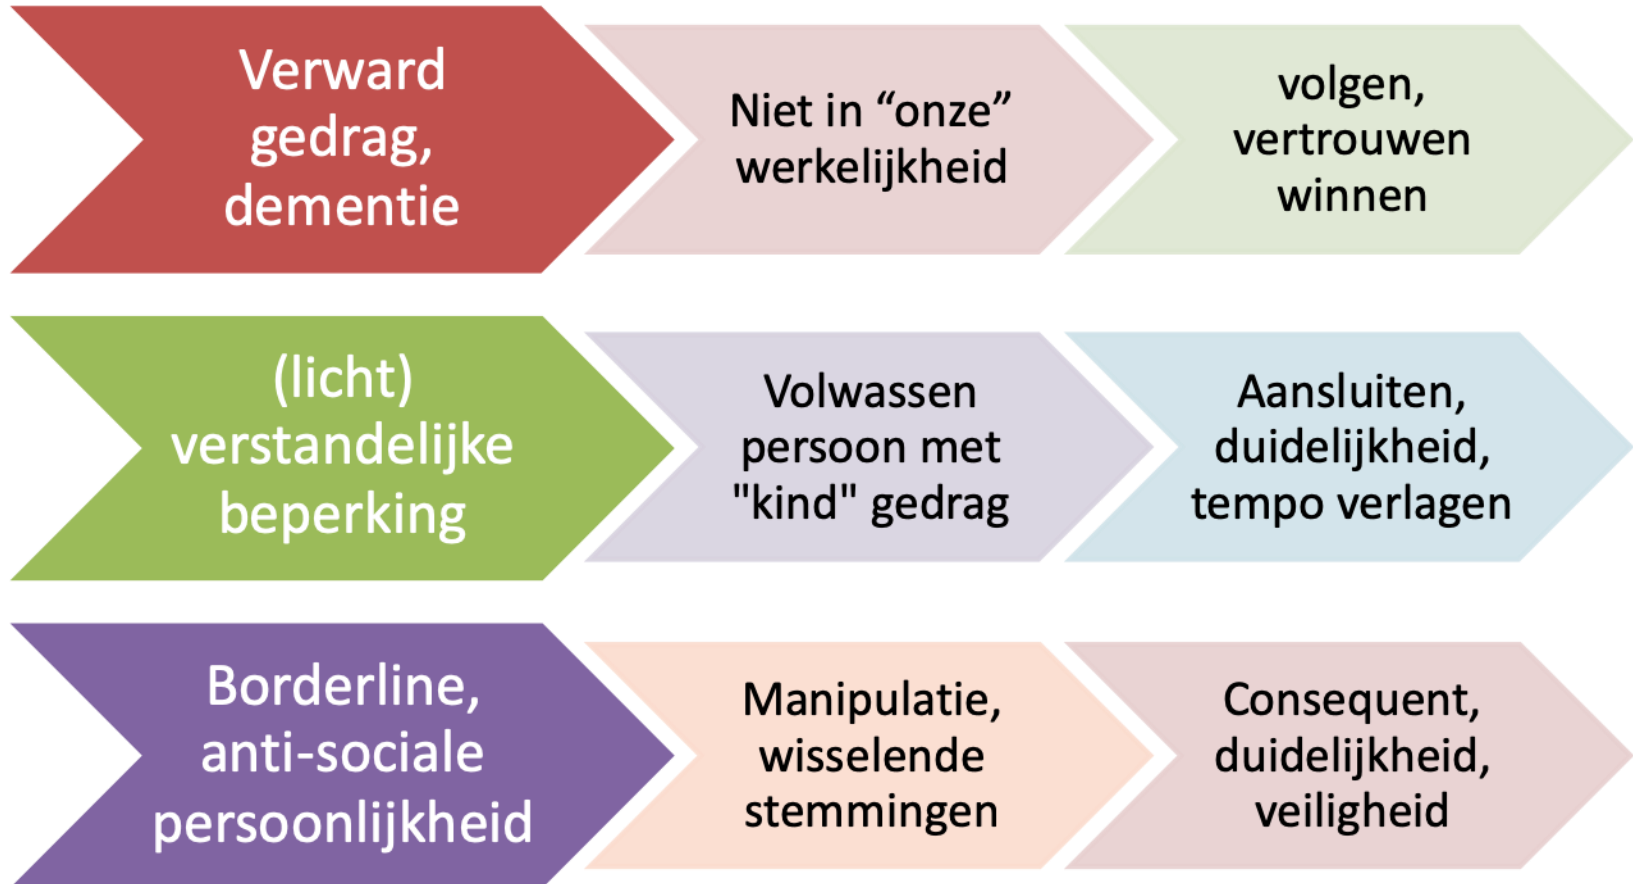 Verward
gedrag,
dementie
Niet in “onze”
werkelijkheid
volgen,
vertrouwen
winnen
(licht)
verstandelijke
beperking
Volwassen
persoon met
"kind" gedrag
Aansluiten,
duidelijkheid,
tempo verlagen
Borderline,
anti-sociale
persoonlijkheid
Manipulatie,
wisselende
stemmingen
Consequent,
duidelijkheid,
veiligheid